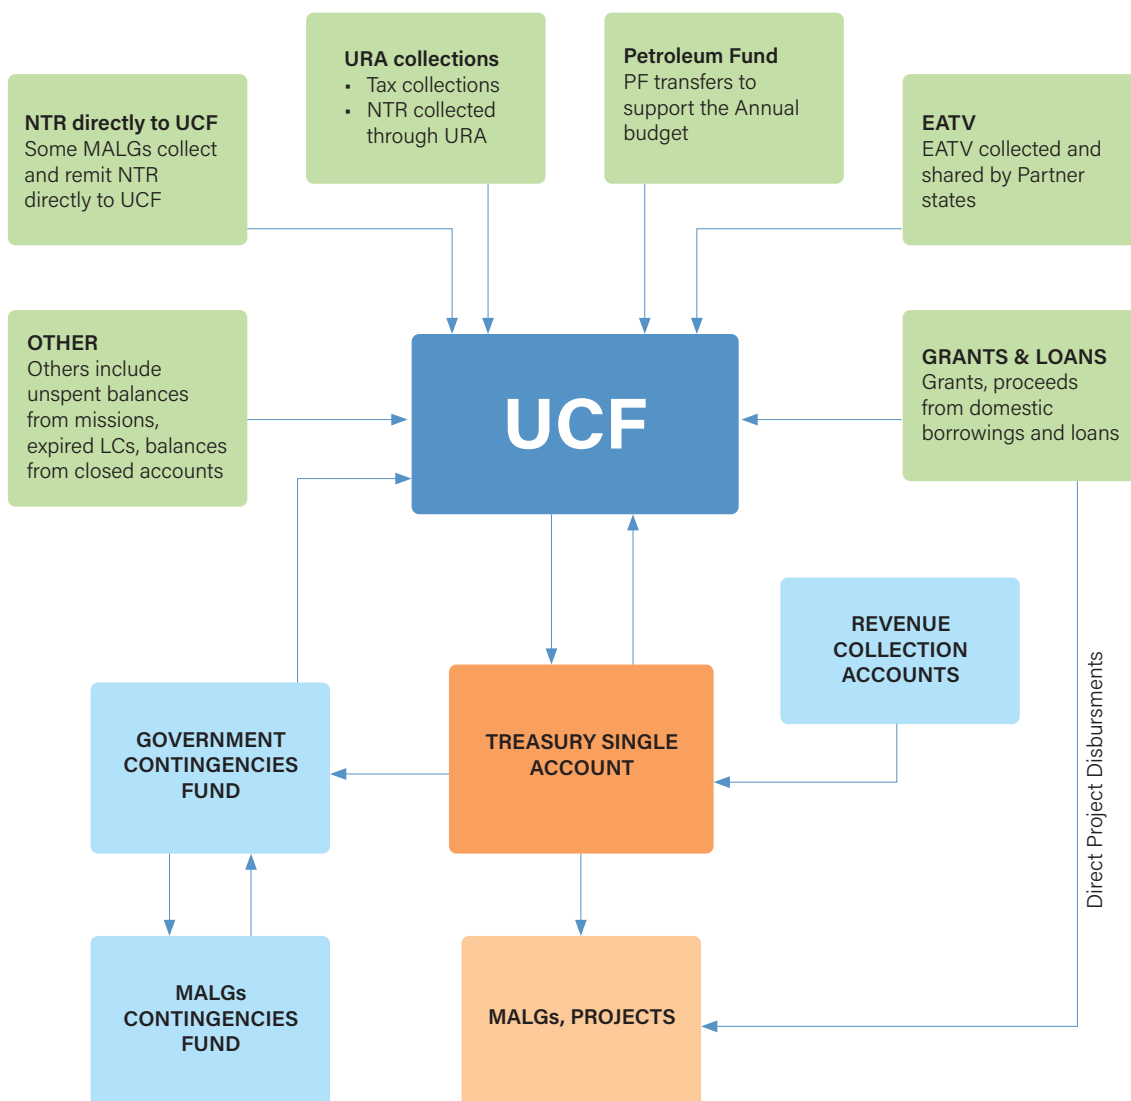 NTR directly to UCF
Some MALGs collect
and remit NTR
directly to UCF
URA collections
▪ Tax collections
▪ NTR collected
through URA
Petroleum Fund
PF transfers to
support the Annual
budget
EATV
EATV collected and
shared by Partner
states
OTHER
Others include
unspent balances
from missions,
expired LCs, balances
from closed accounts
UCF
GRANTS & LOANS
Grants, proceeds
from domestic
borrowings and loans
REVENUE
COLLECTION
ACCOUNTS
GOVERNMENT
CONTINGENCIES
FUND
TREASURY SINGLE
ACCOUNT
Direct Project Disbursments
MALGs
CONTINGENCIES
FUND
MALGs, PROJECTS